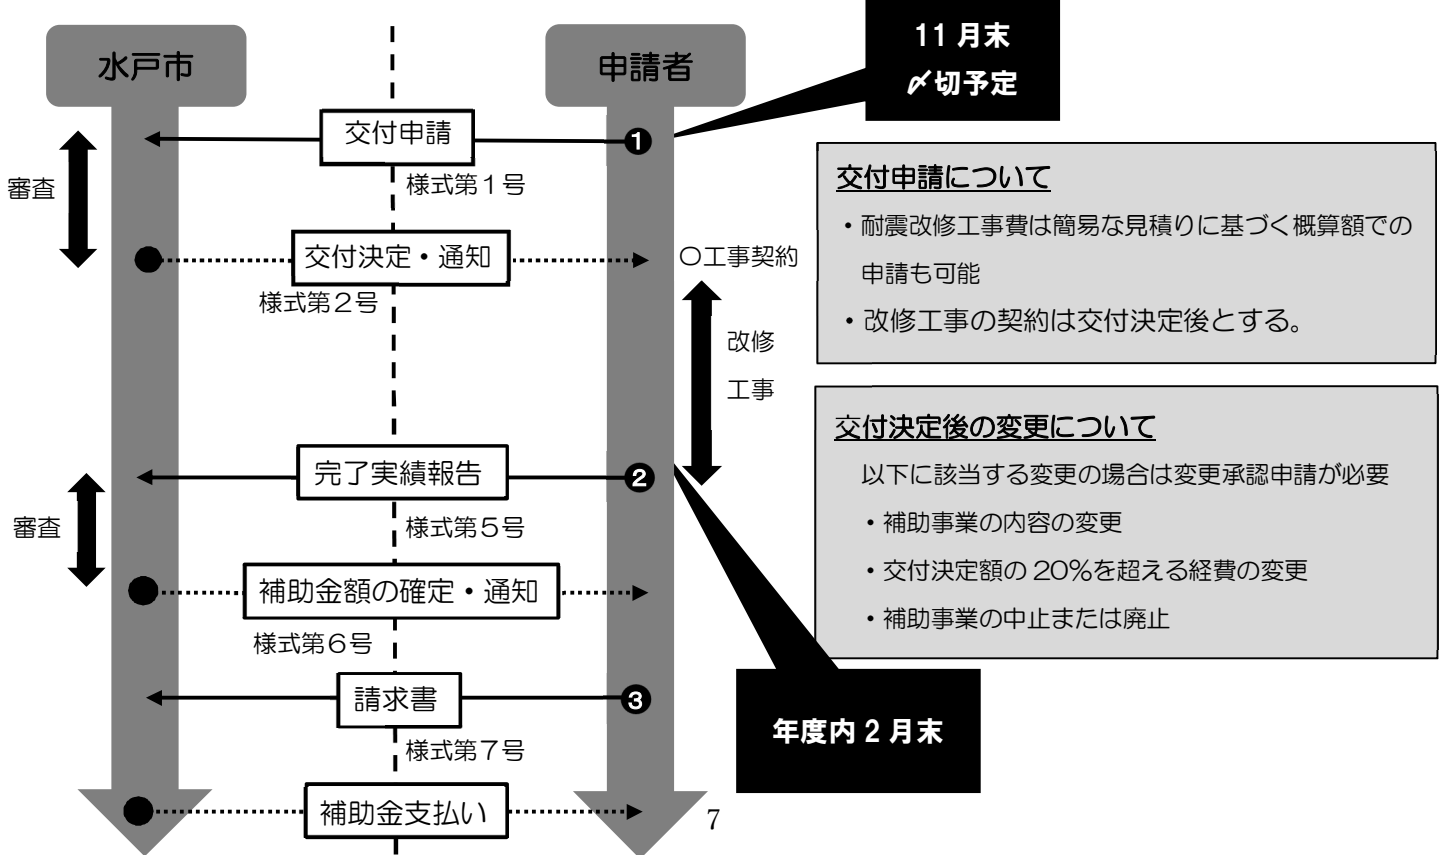 水戸市
申請者
11月末
〆切予定
交付申請
❶
様式第1号
審査
交付決定・通知
様式第2号
〇工事契約
改修
工事
交付申請について
・耐震改修工事費は簡易な見積りに基づく概算額での
申請も可能
・改修工事の契約は交付決定後とする。
交付決定後の変更について
以下に該当する変更の場合は変更承認申請が必要
・補助事業の内容の変更
・交付決定額の20%を超える経費の変更
・補助事業の中止または廃止
完了実績報告
❷
様式第5号
審査
補助金額の確定・通知
様式第6号
請求書
❸
様式第7号
年度内2月末
補助金支払い
7